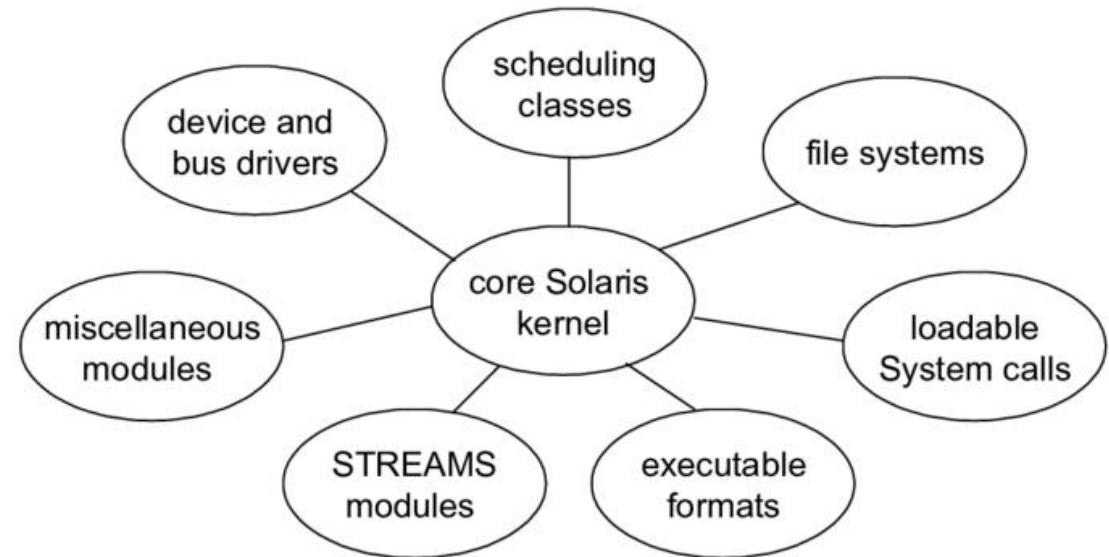 scheduling
classes
device and
bus drivers
file systems
core Solaris
kernel
miscellaneous
modules
loadable
System calls
STREAMS
modules
executable
formats